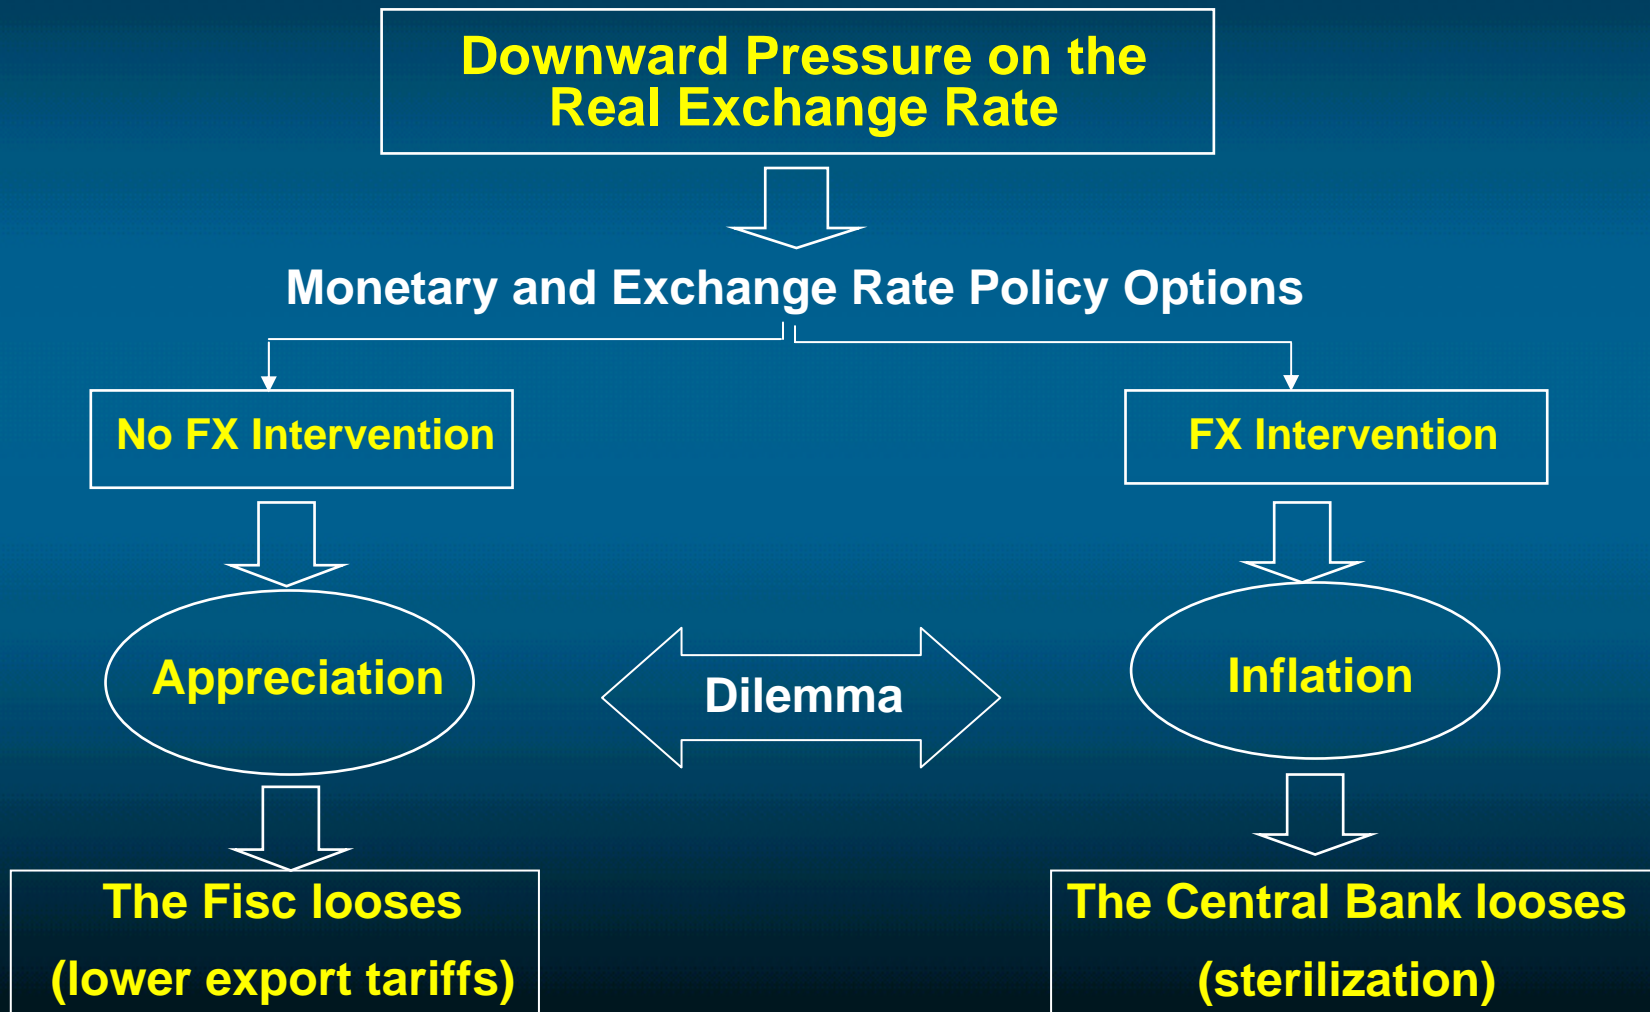 Downward Pressure on the
Real Exchange Rate
Monetary and Exchange Rate Policy Options
No FX Intervention
FX Intervention
Appreciation
Dilemma
Inflation
The Fisc looses
(lower export tariffs)
The Central Bank looses
(sterilization)